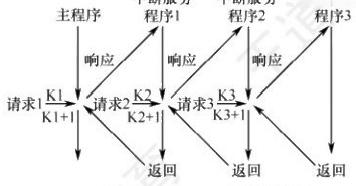 主程序 程序1 程序2 程序3
响应 响应 响应
请求1 K1 请求2 K2 请求3 K3
K1+1 K2+1 K3+1
返回 返回 返回